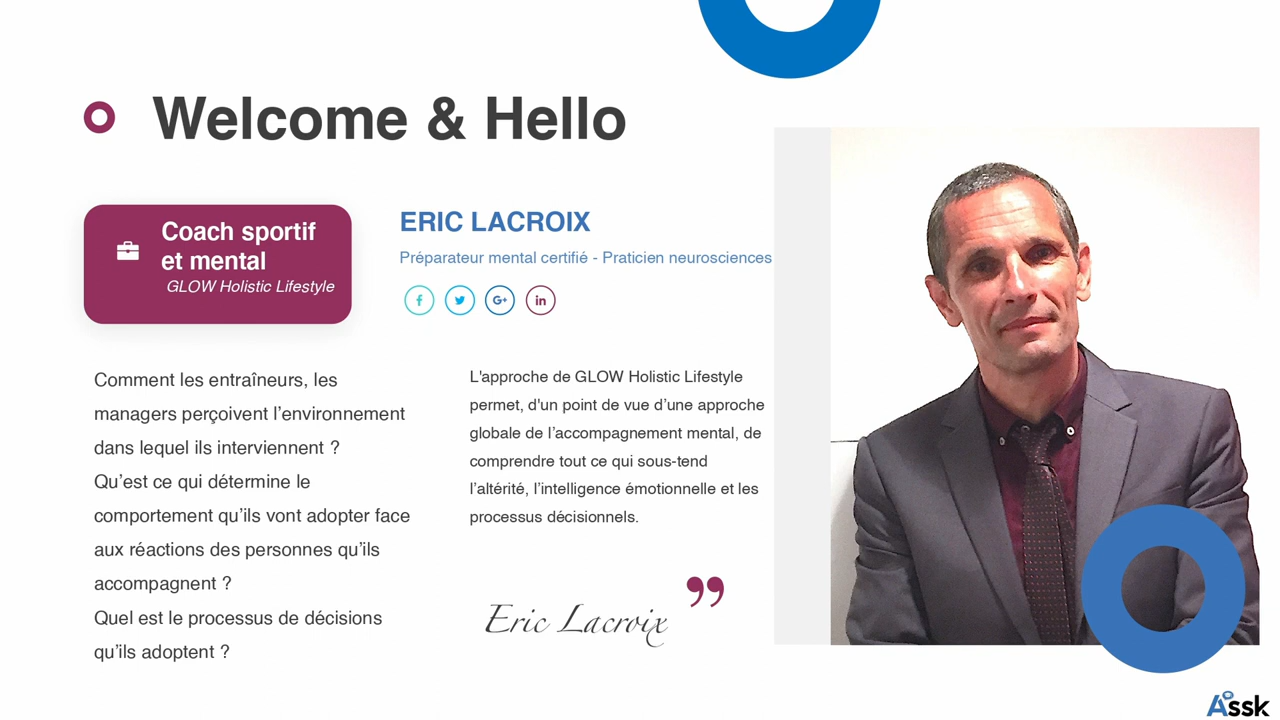 Welcome & Hello
Coach sportif
et mental
GLOW Holistic Lifestyle
ERIC LACROIX
Préparateur mental certifié - Praticien neurosciences
Comment les entraîneurs, les
managers perçoivent l’environnement
dans lequel ils interviennent ?
Qu’est ce qui détermine le
comportement qu’ils vont adopter face
aux réactions des personnes qu’ils
accompagnent ?
Quel est le processus de décisions
qu’ils adoptent ?
L'approche de GLOW Holistic Lifestyle
permet, d'un point de vue d’une approche
globale de l’accompagnement mental, de
comprendre tout ce qui sous-tend
l’altérité, l’intelligence émotionnelle et les
processus décisionnels.
Eric Lacroix ”
Aissk